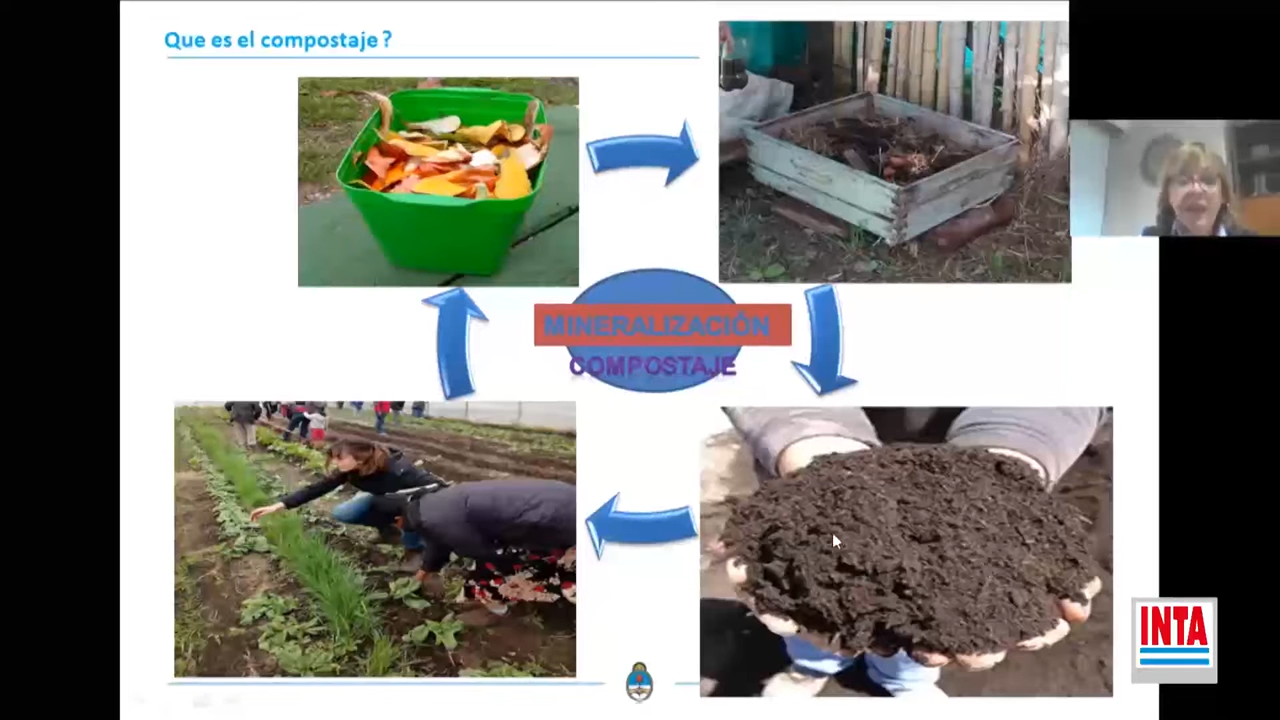 Que es el compostaje ?
MINERALIZACIÓN
COMPOSTAJE
INTA